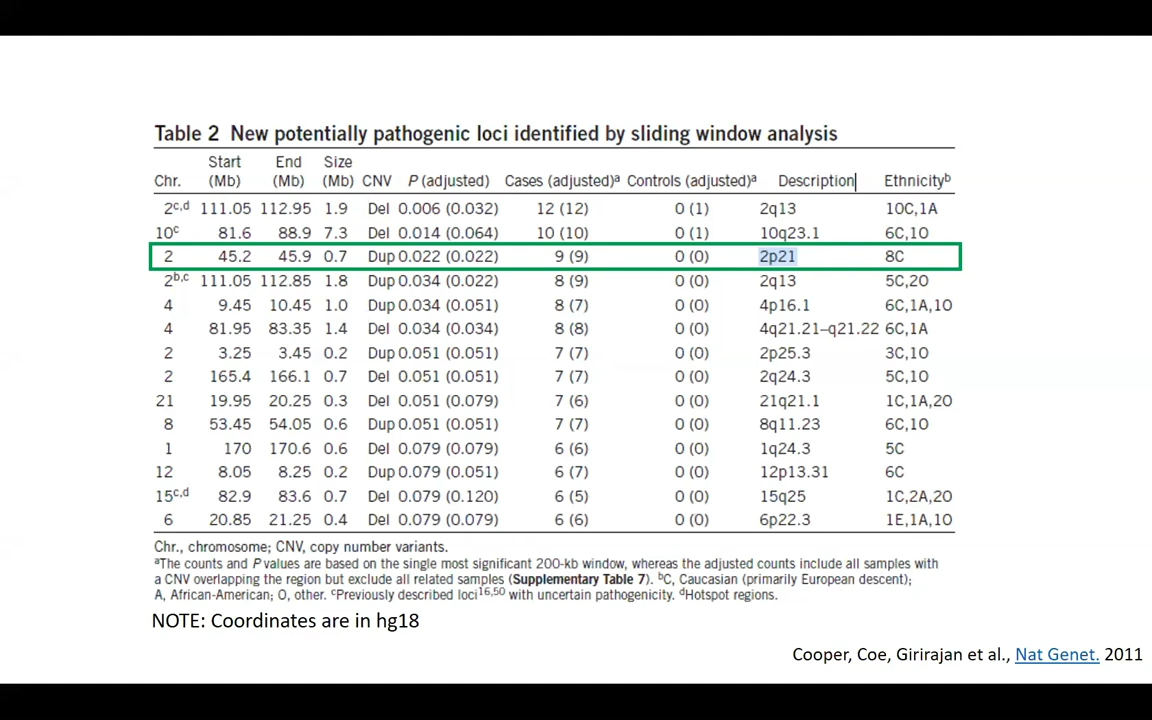 Table 2 New potentially pathogenic loci identified by sliding window analysis
Start End Size
Chr. (Mb) (Mb) (Mb) CNV P (adjusted) Cases (adjusted)a Controls (adjusted)a Description Ethnicityb
2c,d 111.05 112.95 1.9 Del 0.006 (0.032) 12 (12) 0 (1) 2q13 10C,1A
10c 81.6 88.9 7.3 Del 0.014 (0.064) 10 (10) 0 (1) 10q23.1 6C,1O
2 45.2 45.9 0.7 Dup 0.022 (0.022) 9 (9) 0 (0) 2p21 8C
2b,c 111.05 112.85 1.8 Dup 0.034 (0.022) 8 (9) 0 (0) 2q13 5C,2O
4 9.45 10.45 1.0 Dup 0.034 (0.051) 8 (7) 0 (0) 4p16.1 6C,1A,1O
4 81.95 83.35 1.4 Del 0.034 (0.034) 8 (8) 0 (0) 4q21.21–q21.22 6C,1A
2 3.25 3.45 0.2 Dup 0.051 (0.051) 7 (7) 0 (0) 2p25.3 3C,1O
2 165.4 166.1 0.7 Del 0.051 (0.051) 7 (7) 0 (0) 2q24.3 5C,1O
21 19.95 20.25 0.3 Del 0.051 (0.079) 7 (6) 0 (0) 21q21.1 1C,1A,2O
8 53.45 54.05 0.6 Dup 0.051 (0.051) 7 (7) 0 (0) 8q11.23 6C,1O
1 170 170.6 0.6 Del 0.079 (0.079) 6 (6) 0 (0) 1q24.3 5C
12 8.05 8.25 0.2 Dup 0.079 (0.051) 6 (7) 0 (0) 12p13.31 6C
15c,d 82.9 83.6 0.7 Del 0.079 (0.120) 6 (5) 0 (0) 15q25 1C,2A,2O
6 20.85 21.25 0.4 Del 0.079 (0.079) 6 (6) 0 (0) 6p22.3 1E,1A,1O
Chr., chromosome; CNV, copy number variants.
aThe counts and P values are based on the single most significant 200-kb window, whereas the adjusted counts include all samples with
a CNV overlapping the region but exclude all related samples (Supplementary Table 7). bC, Caucasian (primarily European descent);
A, African-American; O, other. cPreviously described loci16,50 with uncertain pathogenicity. dHotspot regions.
NOTE: Coordinates are in hg18
Cooper, Coe, Girirajan et al., Nat Genet. 2011